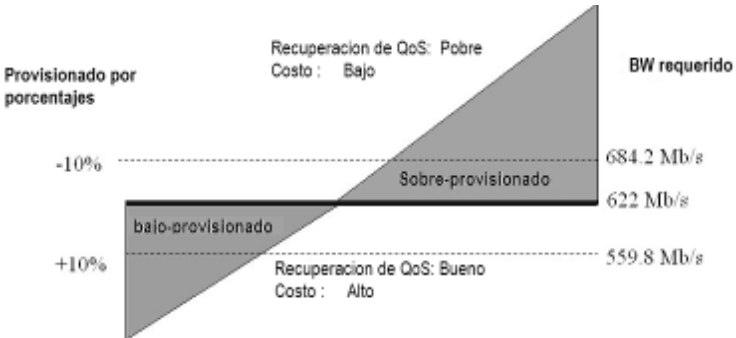 Recuperacion de QoS: Pobre
Costo : Bajo
Provisionado por
porcentajes
BW requerido
-10%
684.2 Mb/s
Sobre-provisionado
622 Mb/s
bajo-provisionado
+10%
559.8 Mb/s
Recuperacion de QoS: Bueno
Costo : Alto